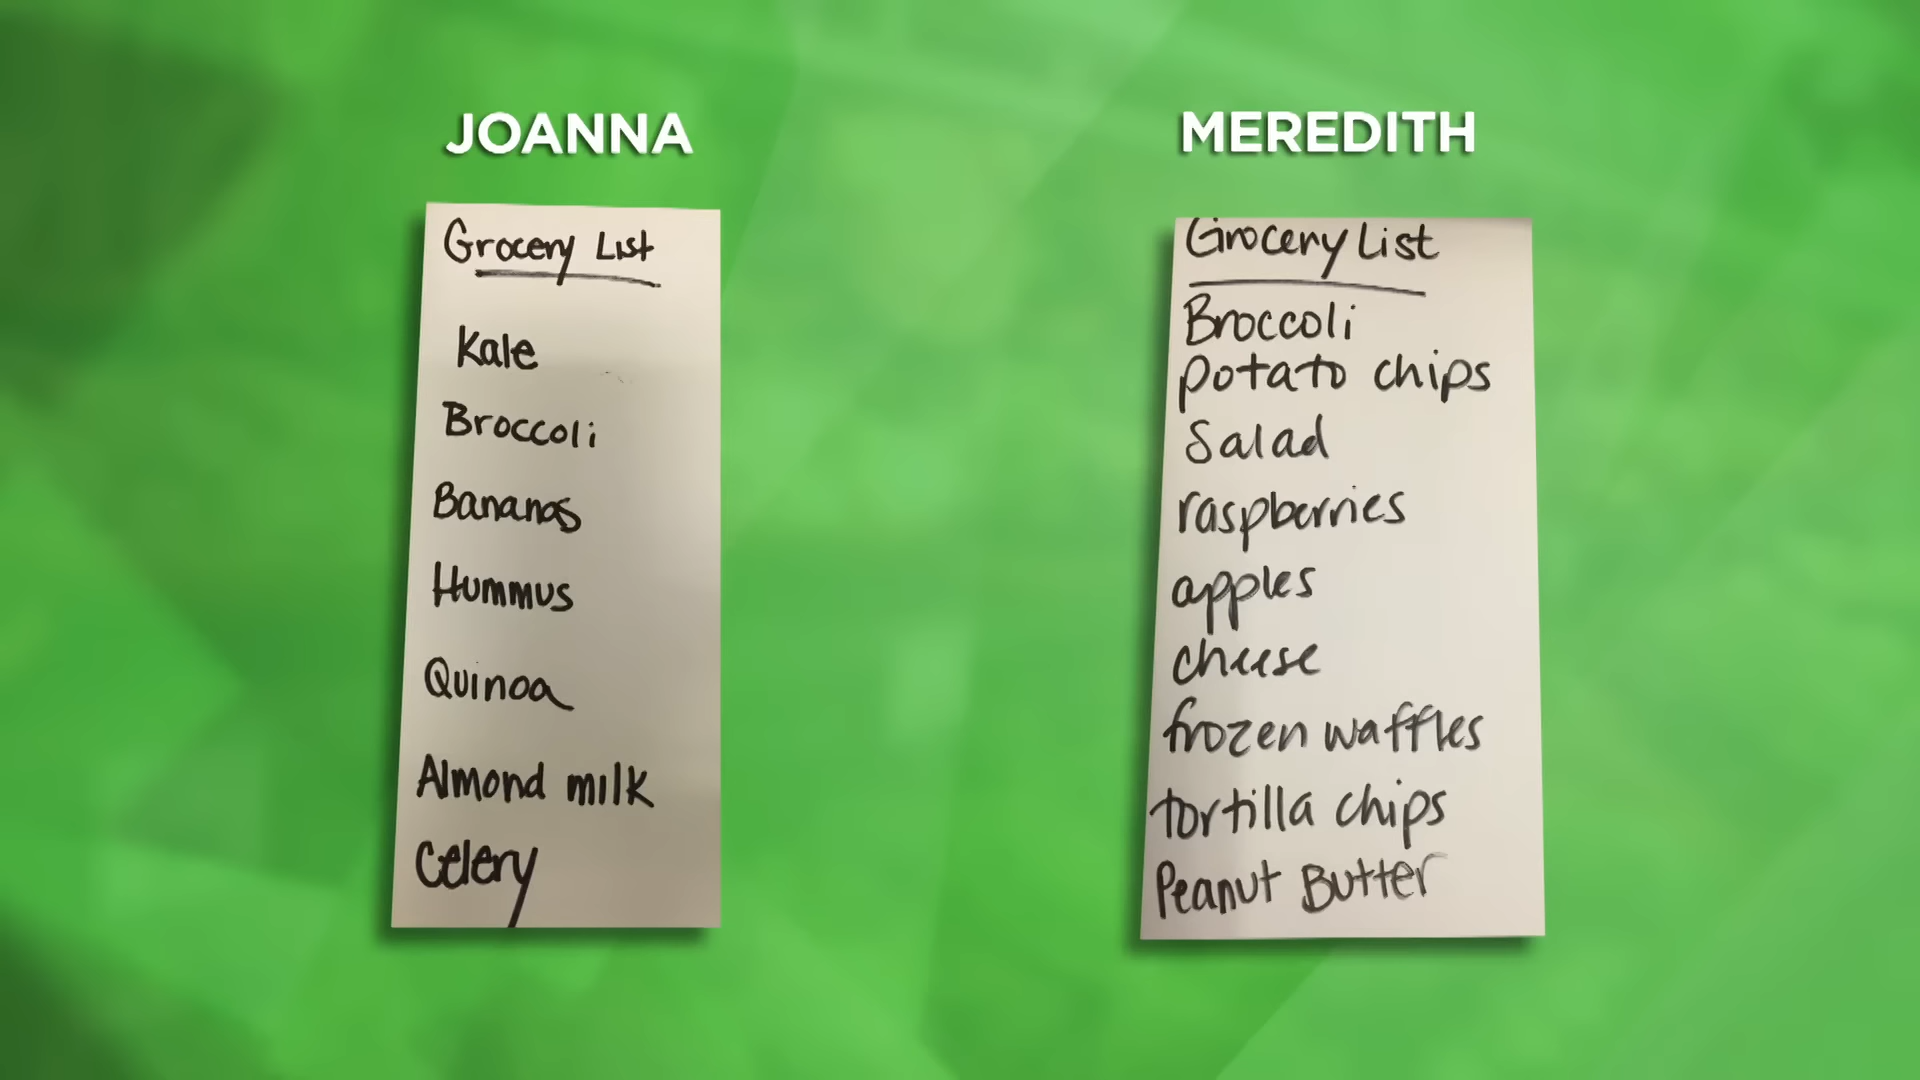 JOANNA
Grocery List
Kale
Broccoli
Bananas
Hummus
Quinoa
Almond milk
Celery
MEREDITH
Grocery List
Broccoli
potato chips
Salad
raspberries
apples
cheese
frozen waffles
tortilla chips
Peanut Butter